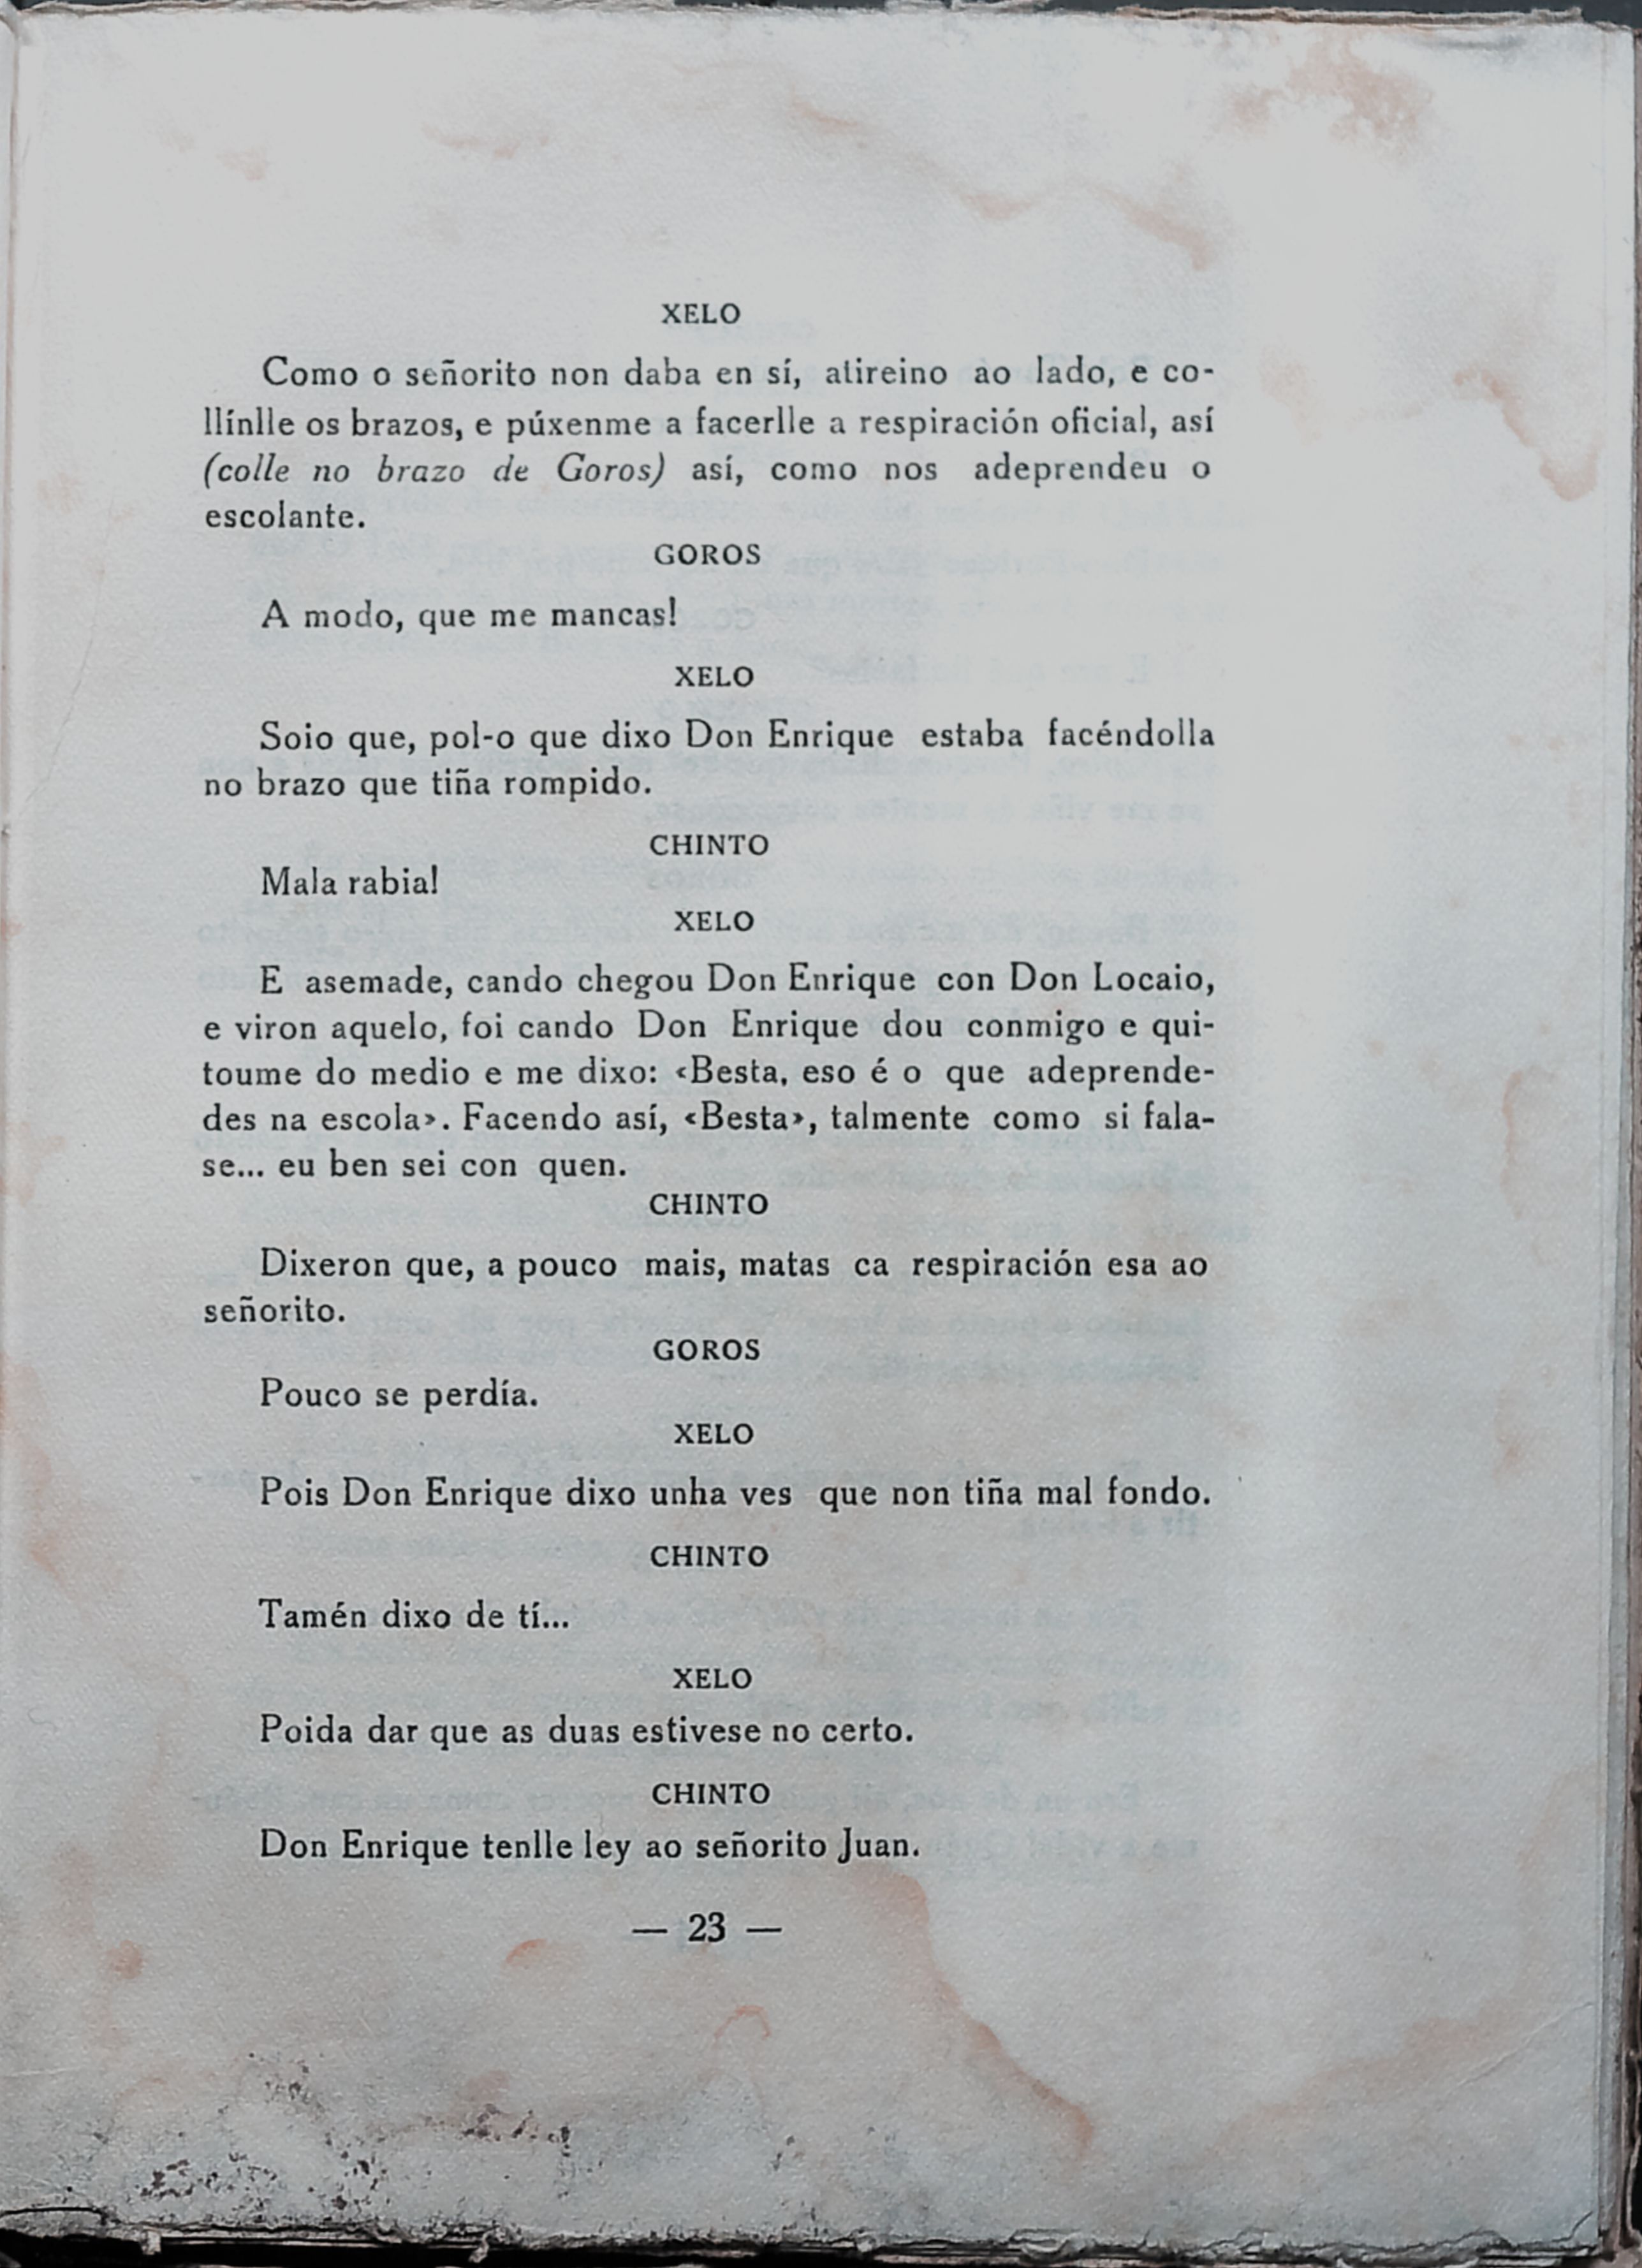 XELO
Como o señorito non daba en sí, atireino ao lado, e co-
llínlle os brazos, e púxenme a facerlle a respiración oficial, así
(colle no brazo de Goros) así, como nos adeprendeu o
escolante.
GOROS
A modo, que me mancas!
XELO
Soio que, pol-o que dixo Don Enrique estaba facéndolla
no brazo que tiña rompido.
CHINTO
Mala rabia!
XELO
E asemade, cando chegou Don Enrique con Don Locaio,
e viron aquelo, foi cando Don Enrique dou conmigo e qui-
toume do medio e me dixo: «Besta, eso é o que adeprende-
des na escola». Facendo así, «Besta», talmente como si fala-
se... eu ben sei con quen.
CHINTO
Dixeron que, a pouco mais, matas ca respiración esa ao
señorito.
GOROS
Pouco se perdía.
XELO
Pois Don Enrique dixo unha ves que non tiña mal fondo.
CHINTO
Tamén dixo de tí...
XELO
Poida dar que as duas estivese no certo.
CHINTO
Don Enrique tenlle ley ao señorito Juan.
— 23 —